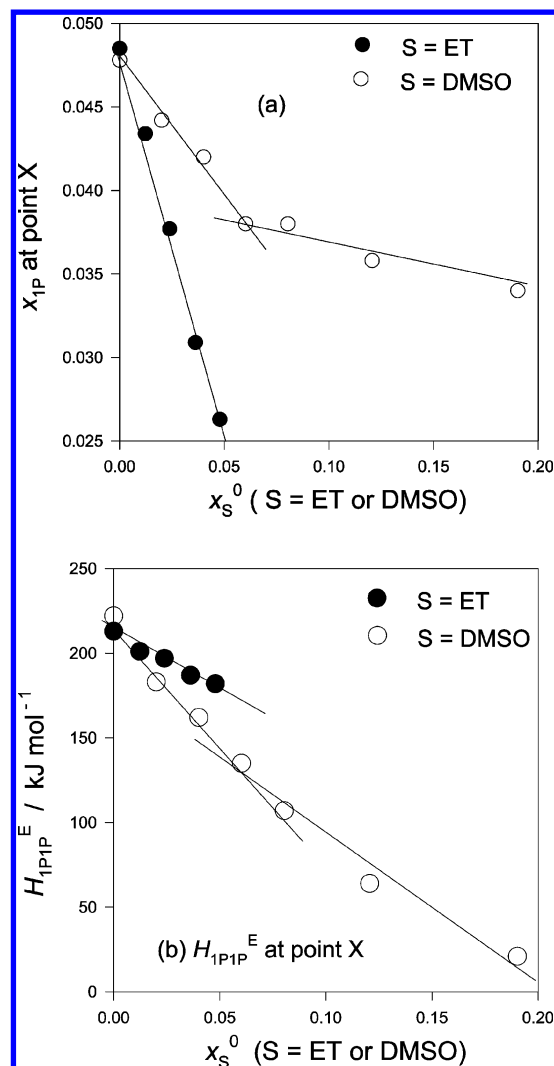 0.050
0.045
0.040
0.035
0.030
0.025
x1P at point X
S = ET
S = DMSO
(a)
0.00 0.05 0.10 0.15 0.20
xS0 ( S = ET or DMSO)
250
200
150
100
50
0
H1P1PE / kJ mol-1
S = ET
S = DMSO
(b) H1P1PE at point X
0.00 0.05 0.10 0.15 0.20
xS0 (S = ET or DMSO)